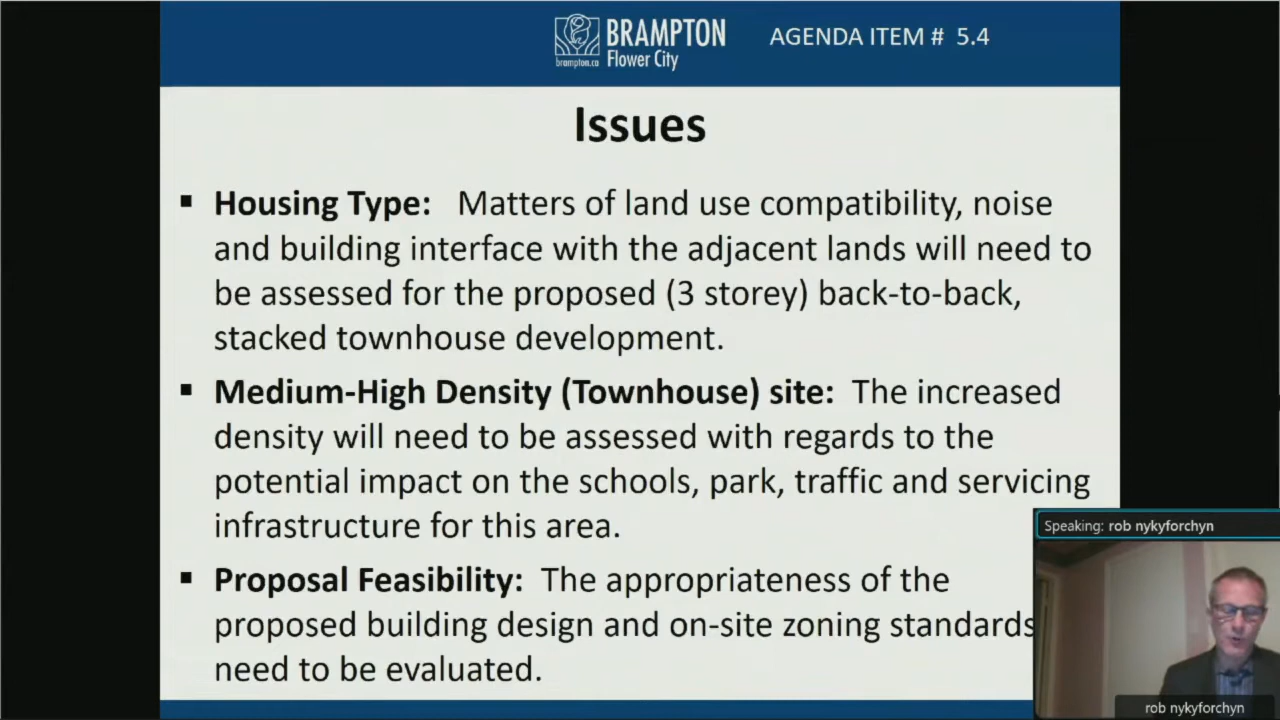 BRAMPTON
brampton.ca
Flower City
AGENDA ITEM # 5.4
Issues
▪ Housing Type: Matters of land use compatibility, noise
and building interface with the adjacent lands will need to
be assessed for the proposed (3 storey) back-to-back,
stacked townhouse development.
▪ Medium-High Density (Townhouse) site: The increased
density will need to be assessed with regards to the
potential impact on the schools, park, traffic and servicing
infrastructure for this area.
▪ Proposal Feasibility: The appropriateness of the
proposed building design and on-site zoning standards
need to be evaluated.
Speaking: rob nykyforchyn
rob nykyforchyn